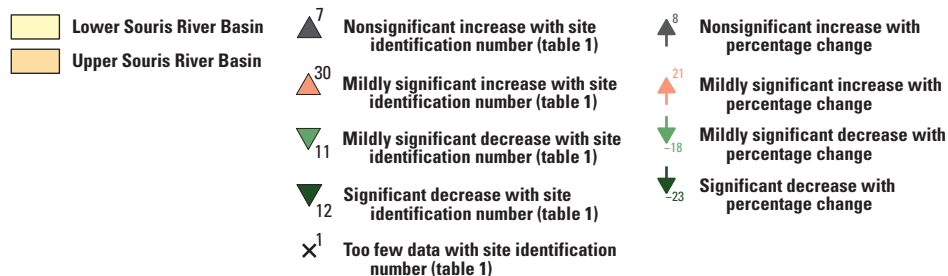 Lower Souris River Basin
Upper Souris River Basin
7 Nonsignificant increase with site
identification number (table 1)
30 Mildly significant increase with site
identification number (table 1)
11 Mildly significant decrease with site
identification number (table 1)
12 Significant decrease with site
identification number (table 1)
1 Too few data with site identification
number (table 1)
8 Nonsignificant increase with
percentage change
21 Mildly significant increase with
percentage change
−18 Mildly significant decrease with
percentage change
−23 Significant decrease with
percentage change